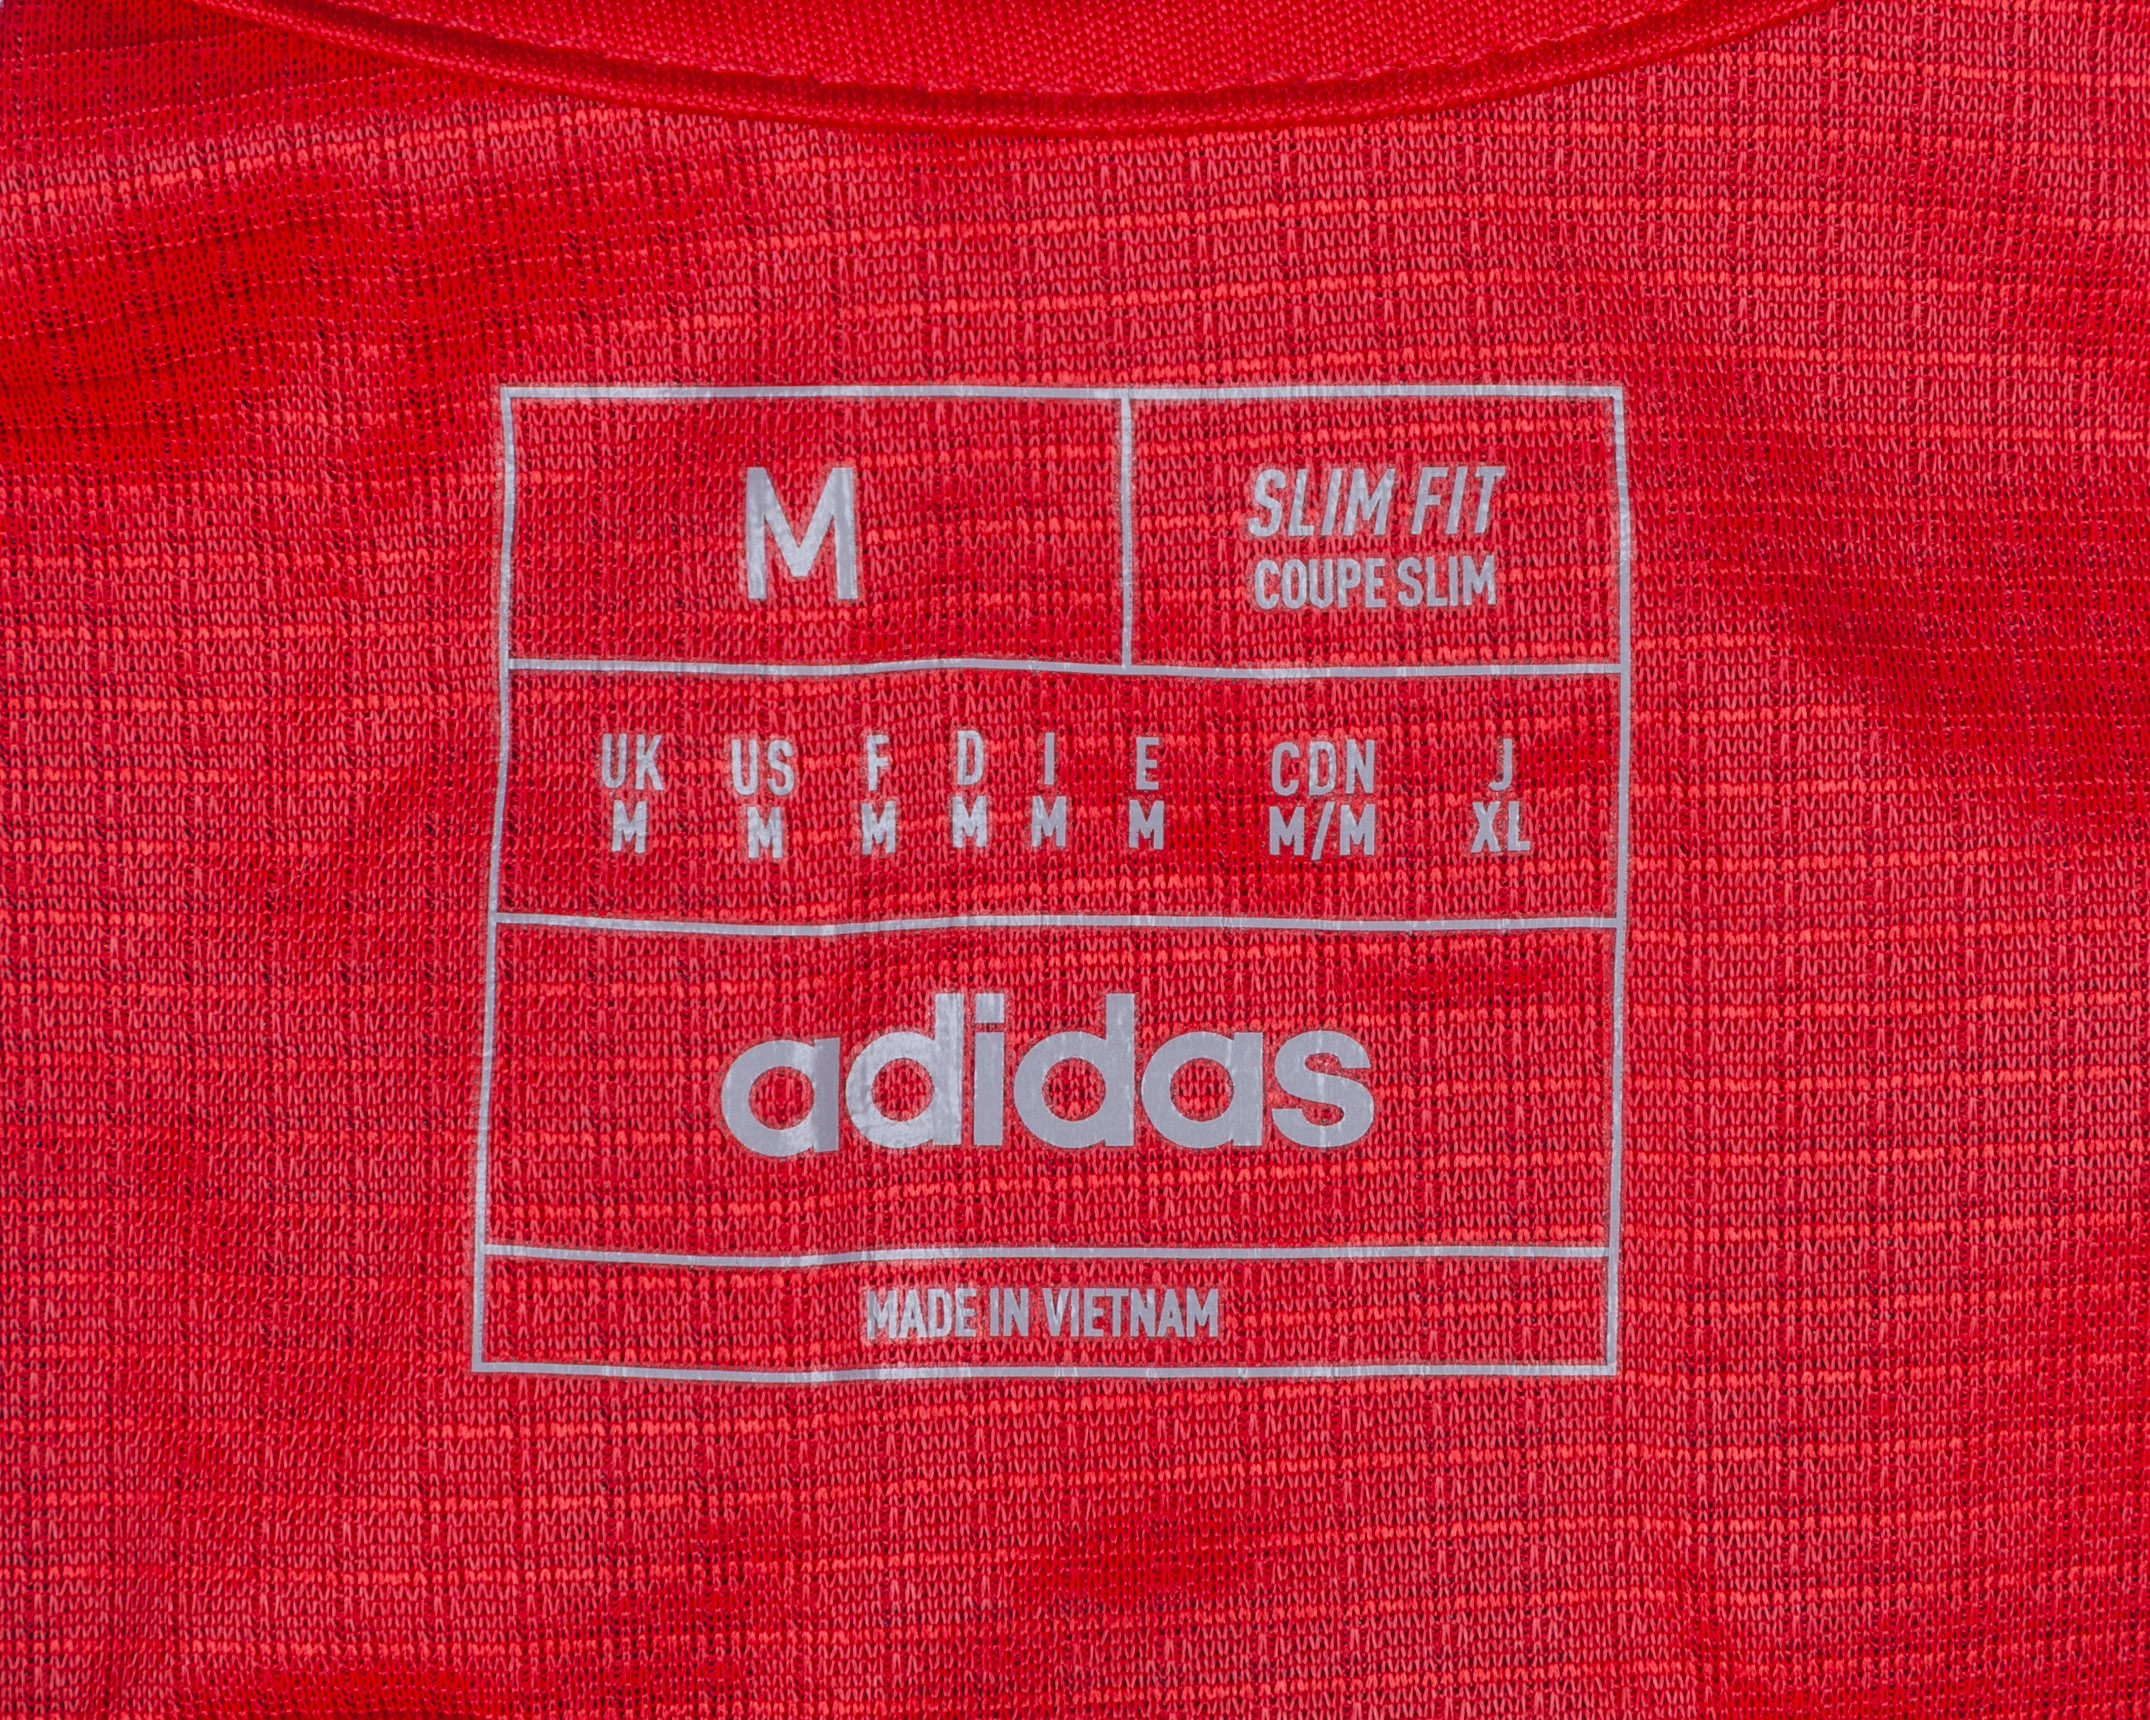 M
SLIM FIT
COUPE SLIM
UK US F D I E CDN J
M M M M M M M/M XL
adidas
MADE IN VIETNAM